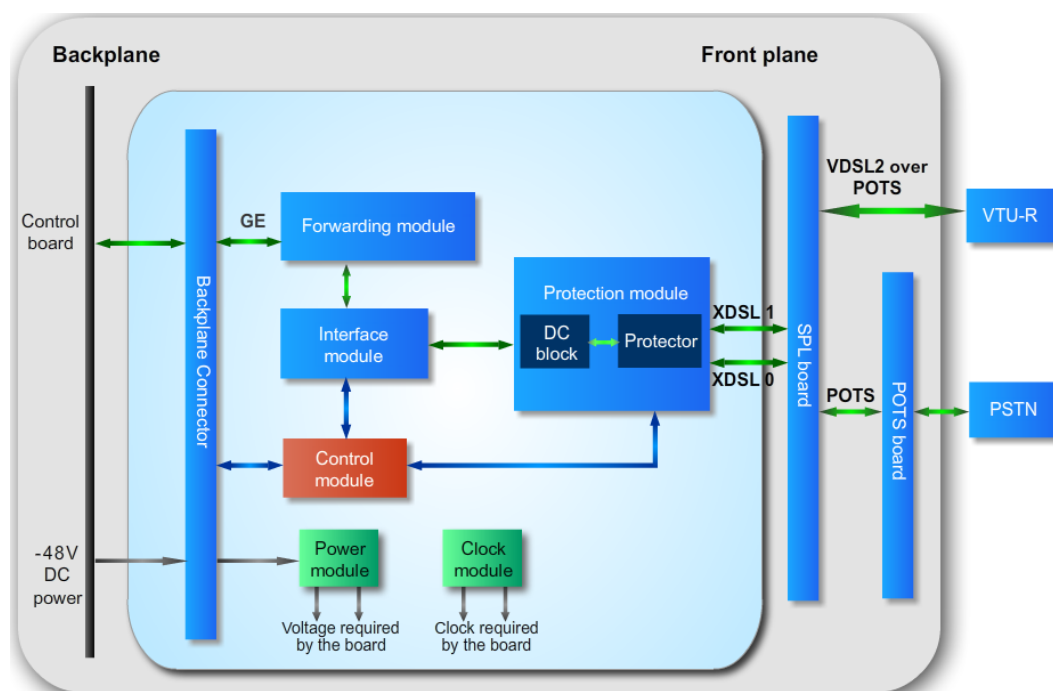 Backplane
Front plane
VDSL2 over
POTS
VTU-R
Control
board
GE
Forwarding module
Backplane Connector
Interface
module
Protection module
DC
block
Protector
XDSL 1
XDSL 0
SPL board
POTS
POTS board
PSTN
Control
module
-48V
DC
power
Power
module
Clock
module
Voltage required
by the board
Clock required
by the board